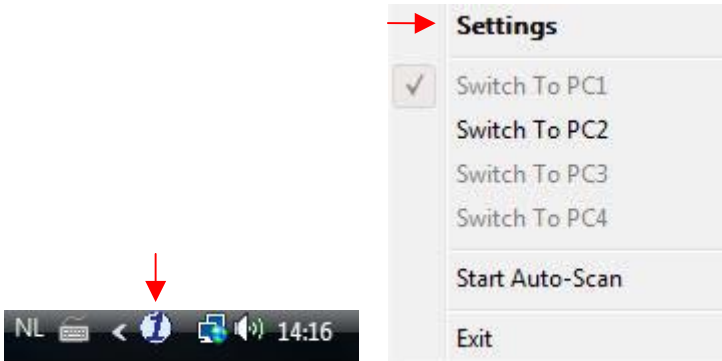 Settings
Switch To PC1
Switch To PC2
Switch To PC3
Switch To PC4
Start Auto-Scan
Exit
NL < 1 14:16